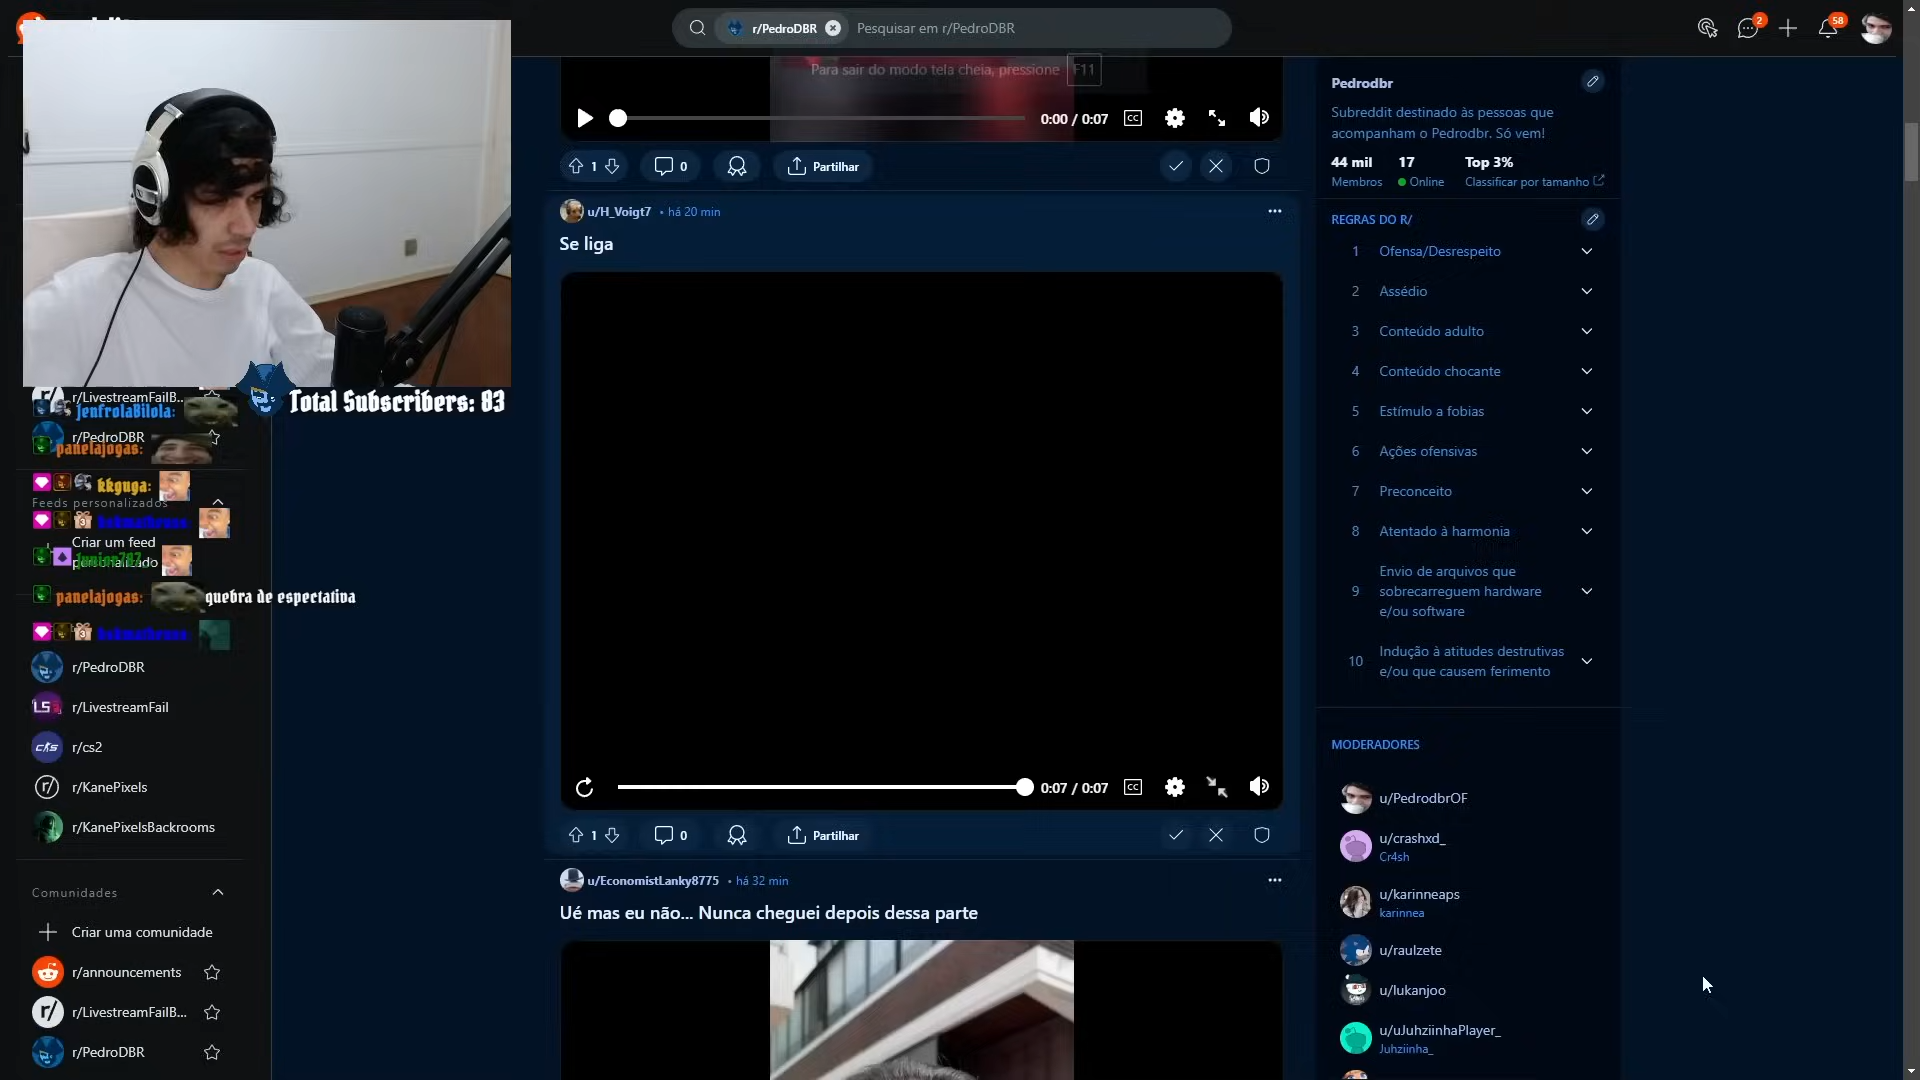 r/PedroDBR
Pesquisar em r/PedroDBR
2
58
Para sair do modo tela cheia, pressione F11
0:00 / 0:07
CC
1
0
Partilhar
u/H_Voigt7 • há 20 min
Se liga
0:07 / 0:07
CC
1
0
Partilhar
u/EconomistLanky8775 • há 32 min
Ué mas eu não... Nunca cheguei depois dessa parte
Pedrodbr
Subreddit destinado às pessoas que
acompanham o Pedrodbr. Só vem!
44 mil
17
Top 3%
Membros
Online
Classificar por tamanho
REGRAS DO R/
1 Ofensa/Desrespeito
2 Assédio
3 Conteúdo adulto
4 Conteúdo chocante
5 Estímulo a fobias
6 Ações ofensivas
7 Preconceito
8 Atentado à harmonia
9 Envio de arquivos que
sobrecarreguem hardware
e/ou software
10 Indução à atitudes destrutivas
e/ou que causem ferimento
MODERADORES
u/PedrodbrOF
u/crashxd_
Cr4sh
u/karinneaps
karinnea
u/raulzete
u/lukanjoo
u/uJuhziinhaPlayer_
Juhziinha_
Total Subscribers: 83
r/LivestreamFailB...
JenfrolaBilola:
r/PedroDBR
panelajogas:
kkguga:
Feeds personalizados
Criar um feed
personalizado
panelajogas: quebra de espectativa
r/PedroDBR
r/LivestreamFail
r/cs2
r/KanePixels
r/KanePixelsBackrooms
Comunidades
Criar uma comunidade
r/announcements
r/LivestreamFailB...
r/PedroDBR